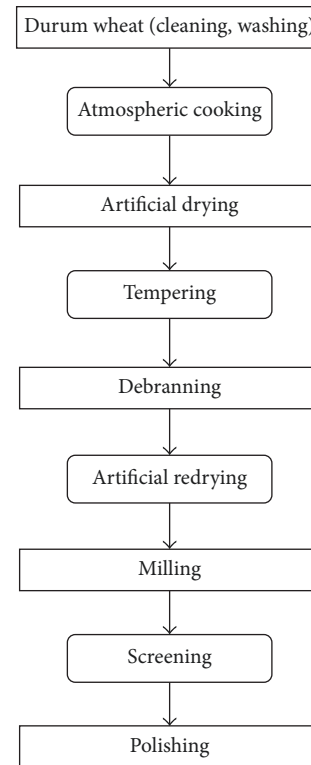 Durum wheat (cleaning, washing)
Atmospheric cooking
Artificial drying
Tempering
Debranning
Artificial redrying
Milling
Screening
Polishing